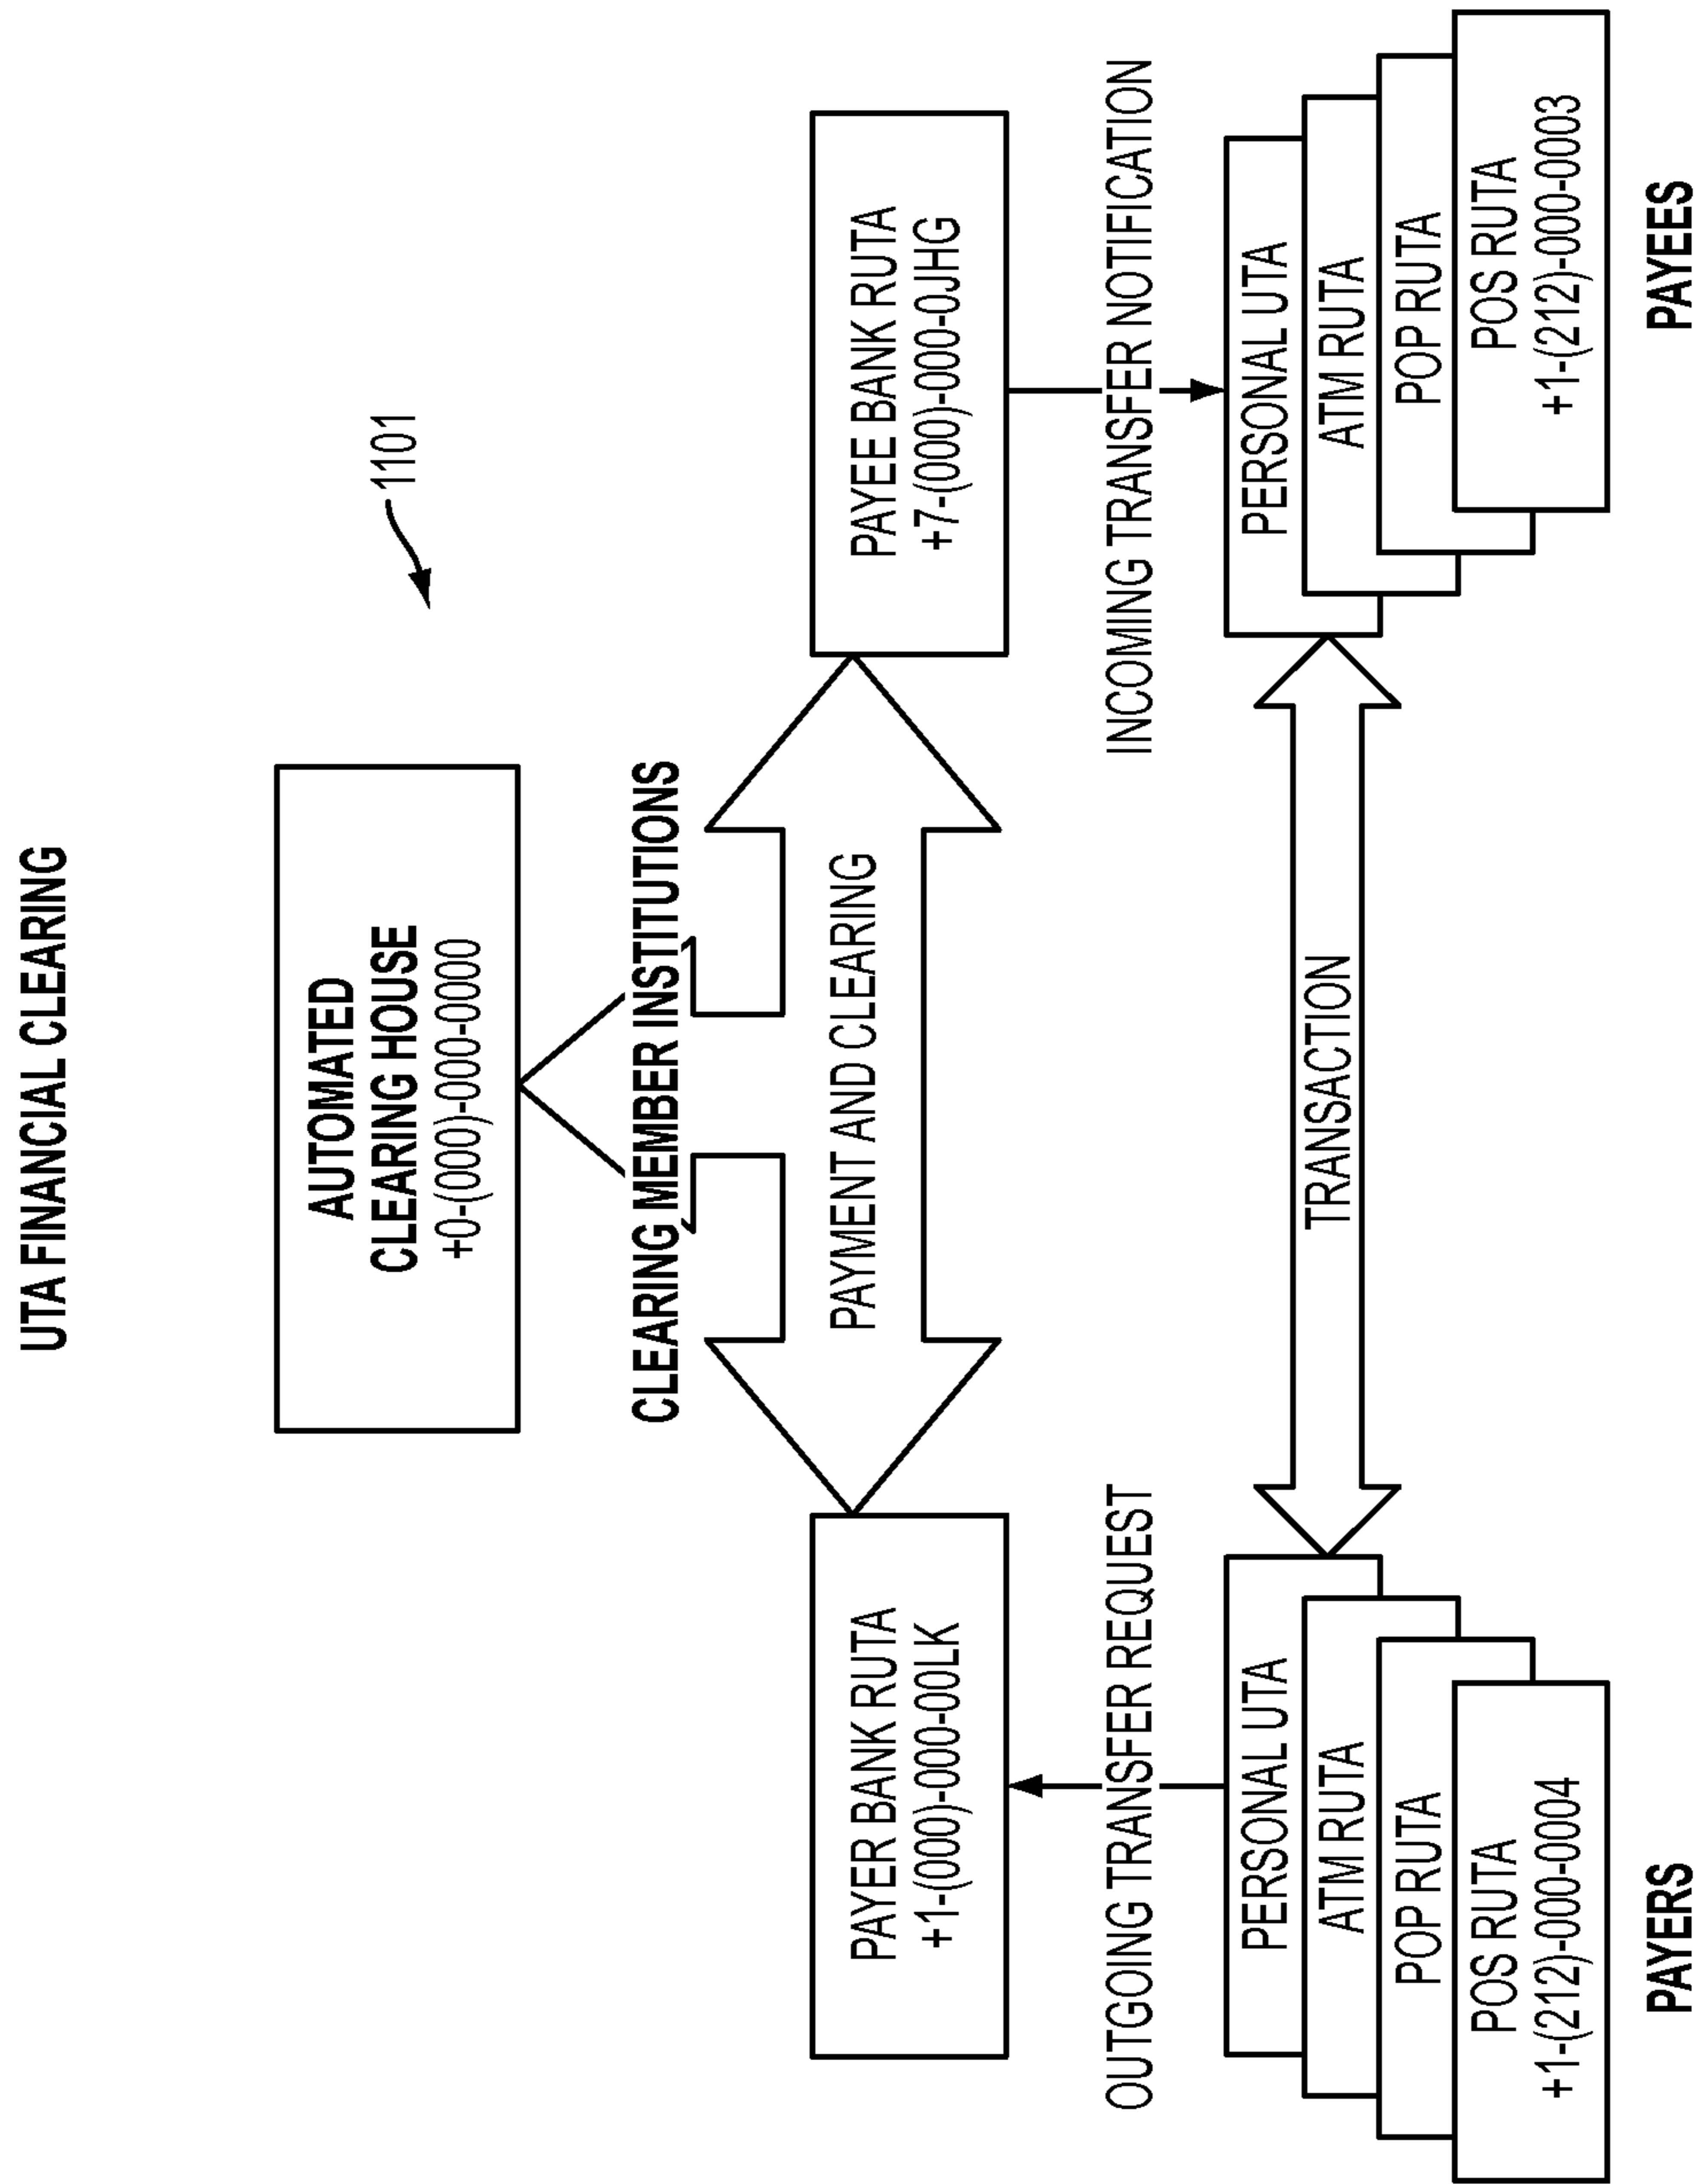 UTA FINANCIAL CLEARING
1101
AUTOMATED
CLEARING HOUSE
+0-(000)-000-0000
CLEARING MEMBER INSTITUTIONS
PAYER BANK RUTA
+1-(000)-000-00LK
PAYMENT AND CLEARING
PAYEE BANK RUTA
+7-(000)-000-0JHG
OUTGOING TRANSFER REQUEST
INCOMING TRANSFER NOTIFICATION
PERSONAL UTA
ATM RUTA
POP RUTA
POS RUTA
+1-(212)-000-0004
TRANSACTION
PERSONAL UTA
ATM RUTA
POP RUTA
POS RUTA
+1-(212)-000-0003
PAYERS
PAYEES